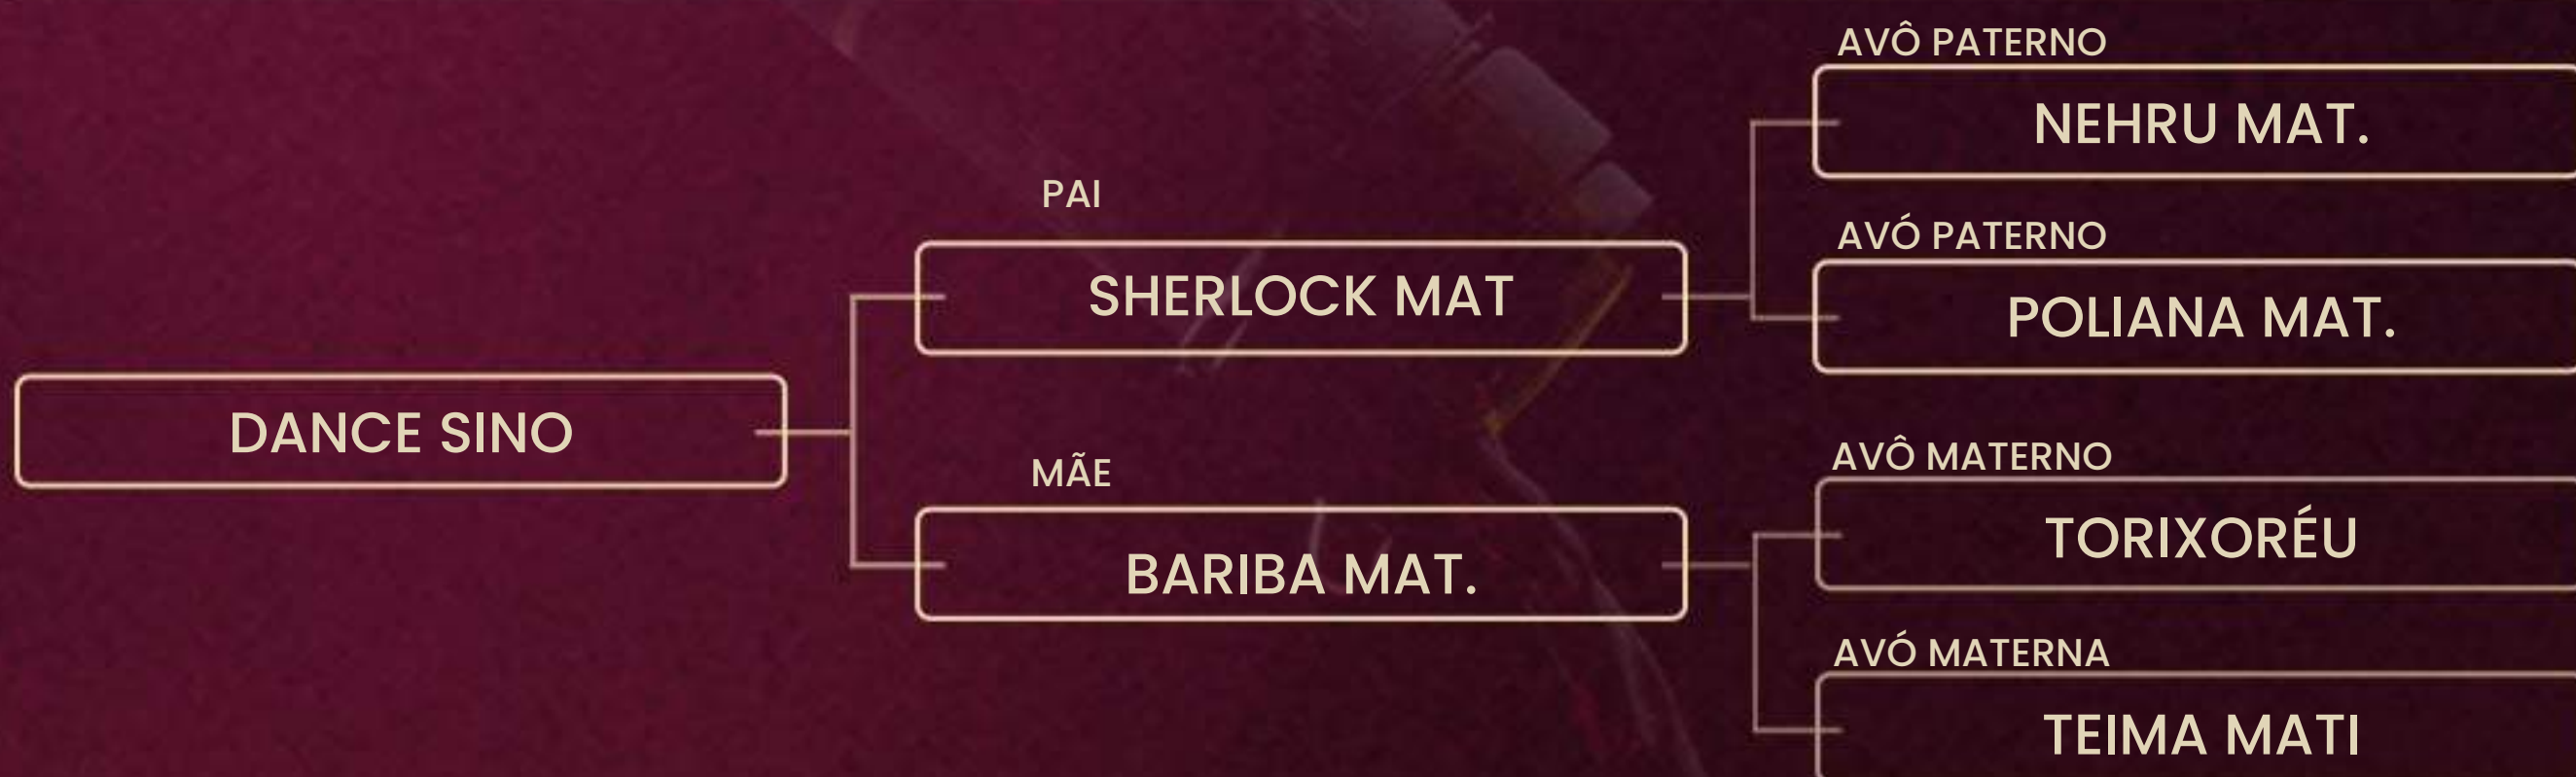 AVÔ PATERNO
NEHRU MAT.
PAI
AVÓ PATERNO
SHERLOCK MAT
POLIANA MAT.
DANCE SINO
AVÔ MATERNO
MÃE
TORIXORÉU
BARIBA MAT.
AVÓ MATERNA
TEIMA MATI